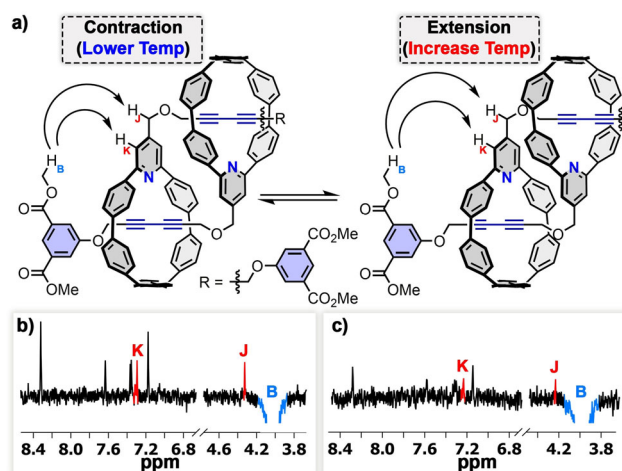 a)
Contraction
(Lower Temp)
Extension
(Increase Temp)
H
J
O
R
H
K
H
B
N
N
O
O
O
O
O
O
OMe
R =
O
CO₂Me
CO₂Me
H
J
O
R
H
K
H
B
N
N
O
O
O
O
O
O
OMe
b)
K
J
B
8.4 8.0 7.6 7.2 6.8 4.6 4.2 3.8
ppm
c)
K
J
B
8.4 8.0 7.6 7.2 6.8 4.6 4.2 3.8
ppm